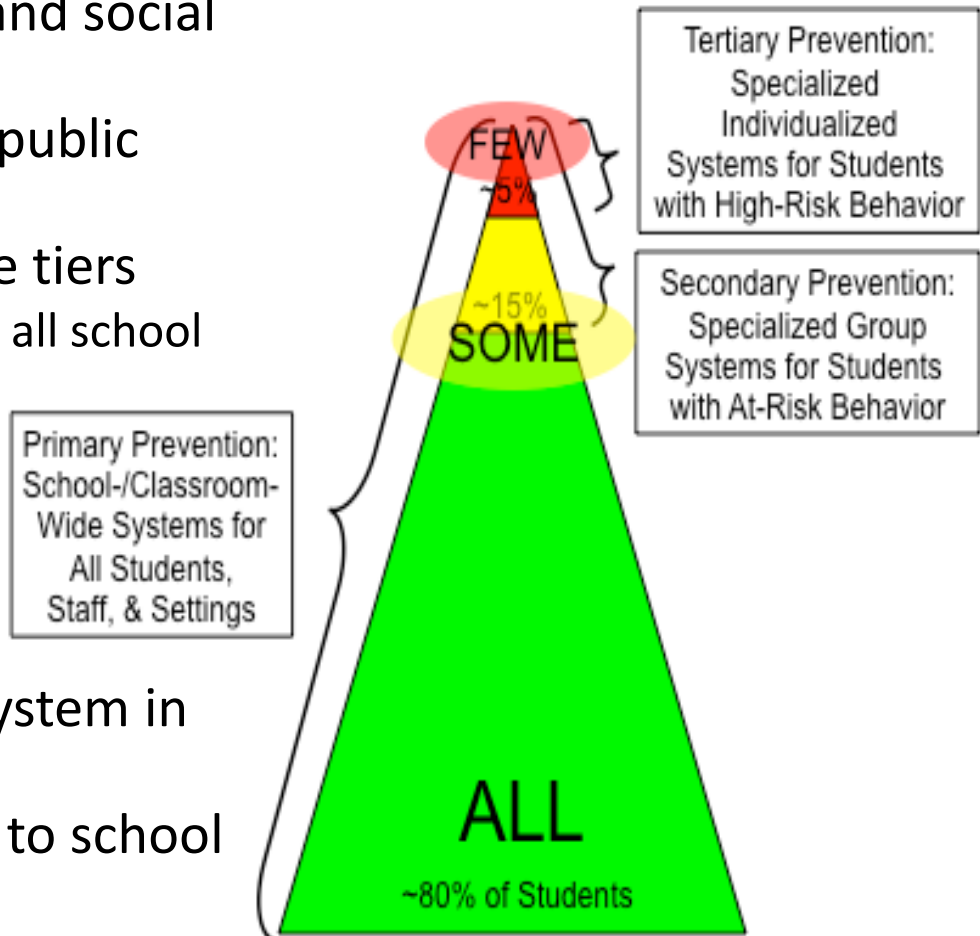 and social
public
e tiers
all school
ystem in
to school
Tertiary Prevention:
Specialized
Individualized
Systems for Students
with High-Risk Behavior
FEW
~5%
Secondary Prevention:
Specialized Group
Systems for Students
with At-Risk Behavior
~15%
SOME
Primary Prevention:
School-/Classroom-
Wide Systems for
All Students,
Staff, & Settings
ALL
~80% of Students